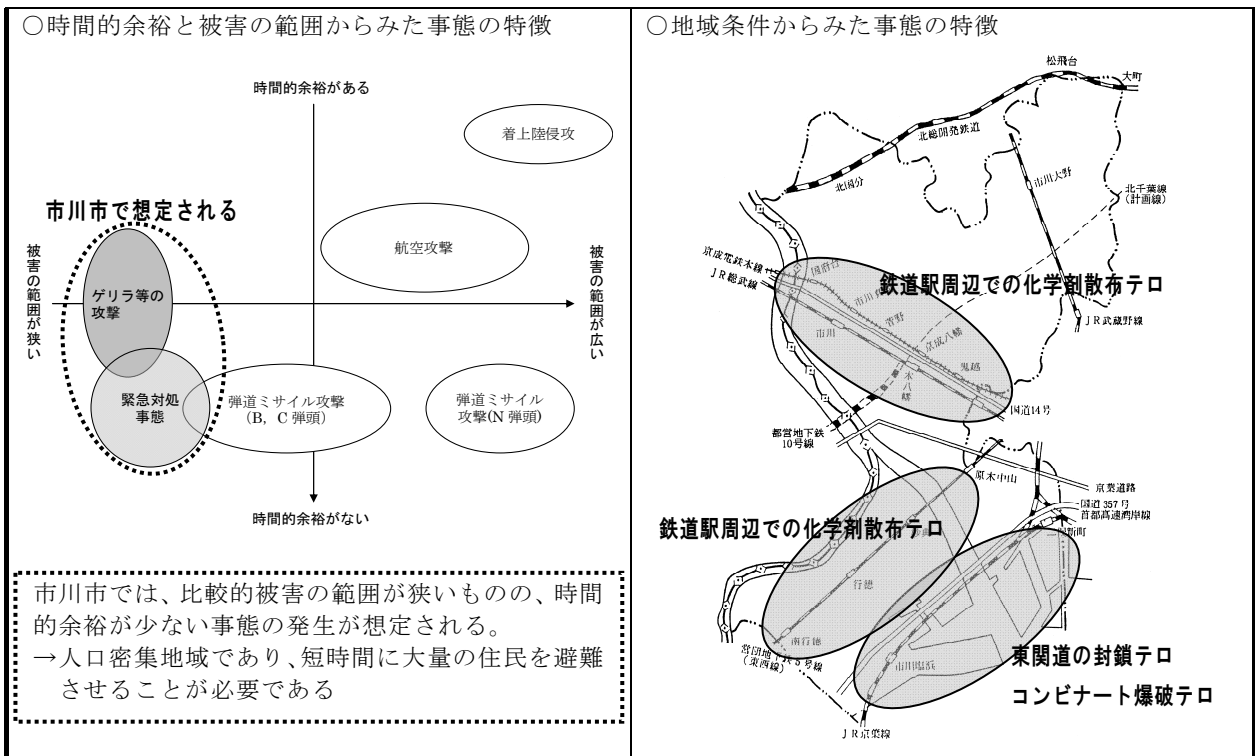 ○時間的余裕と被害の範囲からみた事態の特徴
時間的余裕がある
着上陸侵攻
市川市で想定される
航空攻撃
被害の範囲が狭い
被害の範囲が広い
ゲリラ等の
攻撃
緊急対処
事態
弾道ミサイル攻撃
(B, C 弾頭)
弾道ミサイル
攻撃(N 弾頭)
時間的余裕がない
市川市では、比較的被害の範囲が狭いものの、時間
的余裕が少ない事態の発生が想定される。
→人口密集地域であり、短時間に大量の住民を避難
させることが必要である
○地域条件からみた事態の特徴
松飛台
大町
北総開発鉄道
北国分
市川大野
北千葉線
(計画線)
京成電鉄本線
JR総武線
国府台
鉄道駅周辺での化学剤散布テロ
市川
菅野
京成八幡
市川
鬼越
本八幡
JR武蔵野線
国道14号
都営地下鉄
10号線
原木中山
京葉道路
国道357号
首都高速湾岸線
鉄道駅周辺での化学剤散布テロ
行徳
南行徳
(東西線)
市川塩浜
東関道の封鎖テロ
コンビナート爆破テロ
JR京葉線